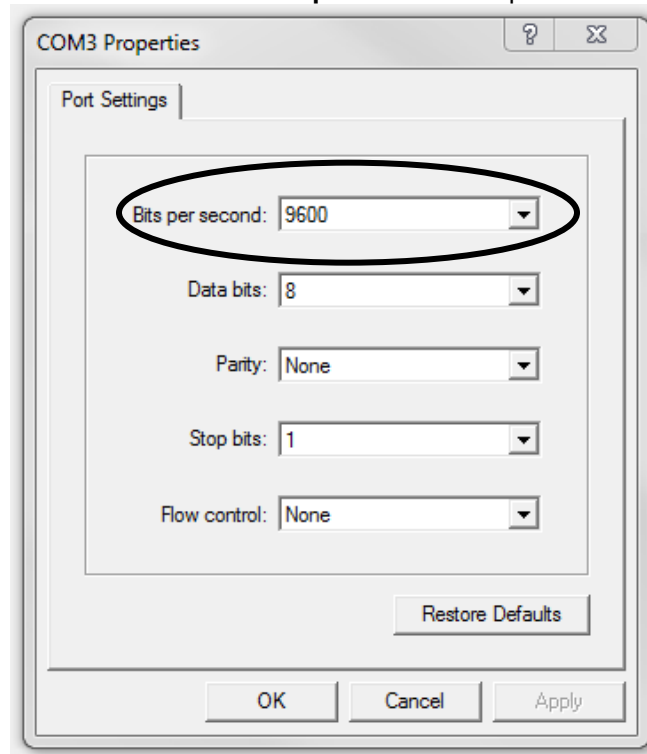 COM3 Properties
Port Settings
Bits per second: 9600
Data bits: 8
Parity: None
Stop bits: 1
Flow control: None
Restore Defaults
OK Cancel Apply